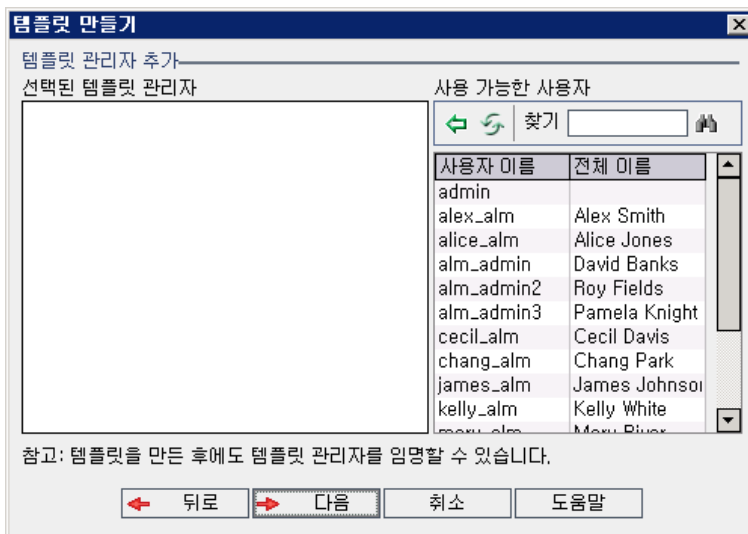 템플릿 만들기
템플릿 관리자 추가
선택된 템플릿 관리자
사용 가능한 사용자
찾기
사용자 이름 전체 이름
admin
alex_alm Alex Smith
alice_alm Alice Jones
alm_admin David Banks
alm_admin2 Roy Fields
alm_admin3 Pamela Knight
cecil_alm Cecil Davis
chang_alm Chang Park
james_alm James Johnso
kelly_alm Kelly White
mary_alm Mary River
참고: 템플릿을 만든 후에도 템플릿 관리자를 임명할 수 있습니다.
뒤로 다음 취소 도움말